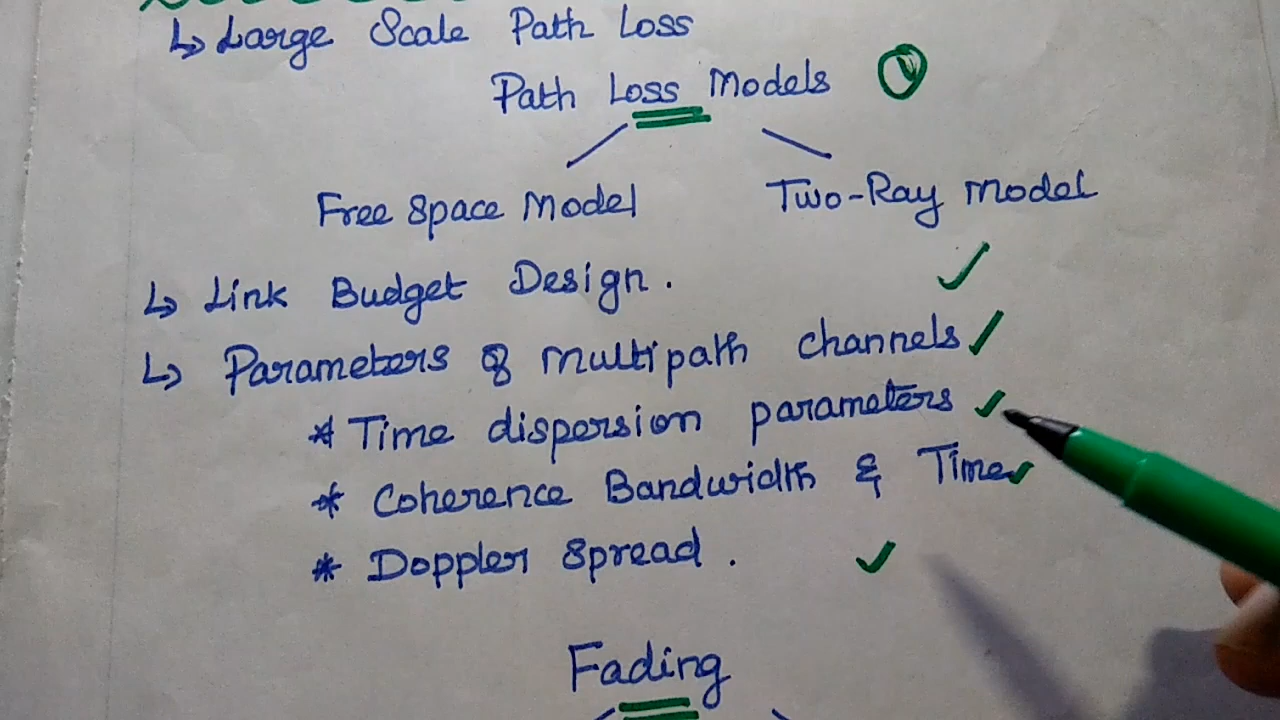 ↳ Large Scale Path Loss
Path Loss Models
Free Space Model Two-Ray Model
↳ Link Budget Design.
↳ Parameters of Multipath channels
* Time dispersion parameters
* Coherence Bandwidth & Time
* Doppler Spread.
Fading